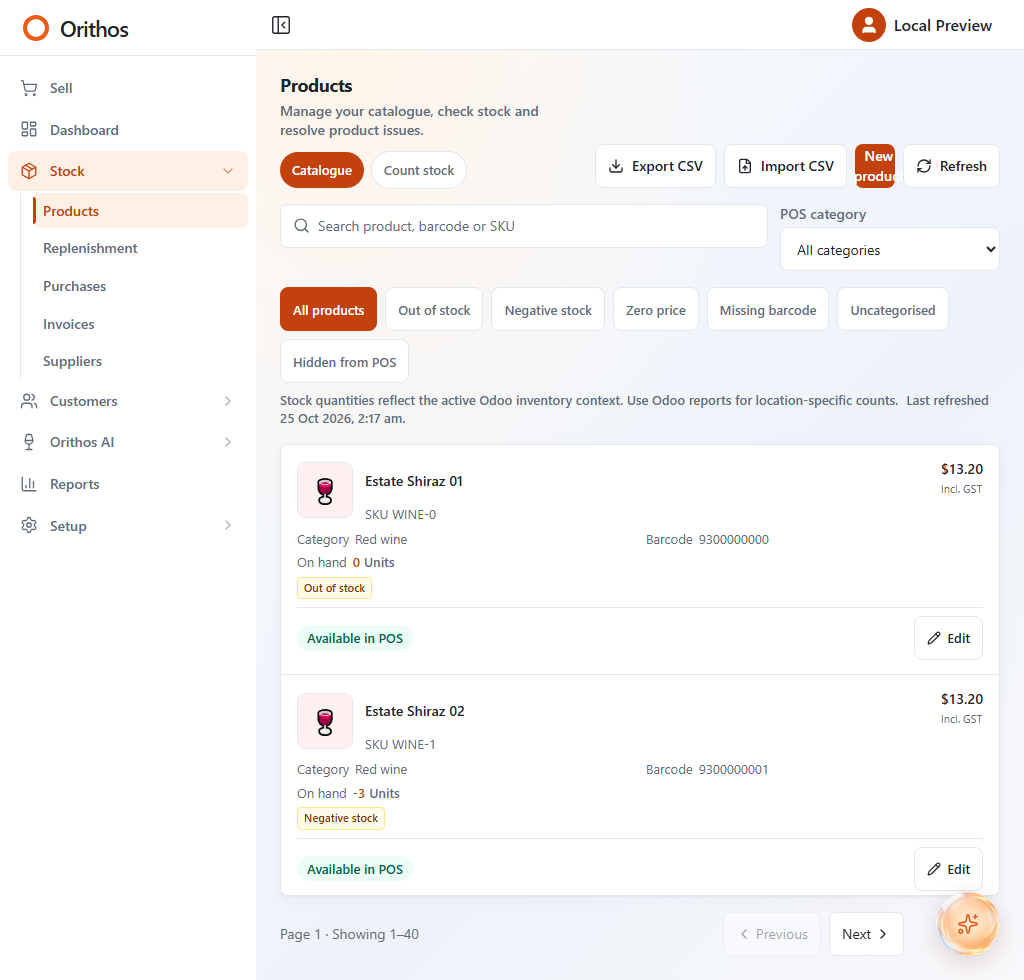 Orithos
Local Preview
Sell
Dashboard
Stock
Products
Replenishment
Purchases
Invoices
Suppliers
Customers
Orithos AI
Reports
Setup
Products
Manage your catalogue, check stock and
resolve product issues.
Catalogue
Count stock
Export CSV
Import CSV
New
product
Refresh
Search product, barcode or SKU
POS category
All categories
All products
Out of stock
Negative stock
Zero price
Missing barcode
Uncategorised
Hidden from POS
Stock quantities reflect the active Odoo inventory context. Use Odoo reports for location-specific counts. Last refreshed
25 Oct 2026, 2:17 am.
Estate Shiraz 01
$13.20
Incl. GST
SKU WINE-0
Category Red wine
Barcode 9300000000
On hand 0 Units
Out of stock
Available in POS
Edit
Estate Shiraz 02
$13.20
Incl. GST
SKU WINE-1
Category Red wine
Barcode 9300000001
On hand -3 Units
Negative stock
Available in POS
Edit
Page 1 · Showing 1–40
Previous
Next